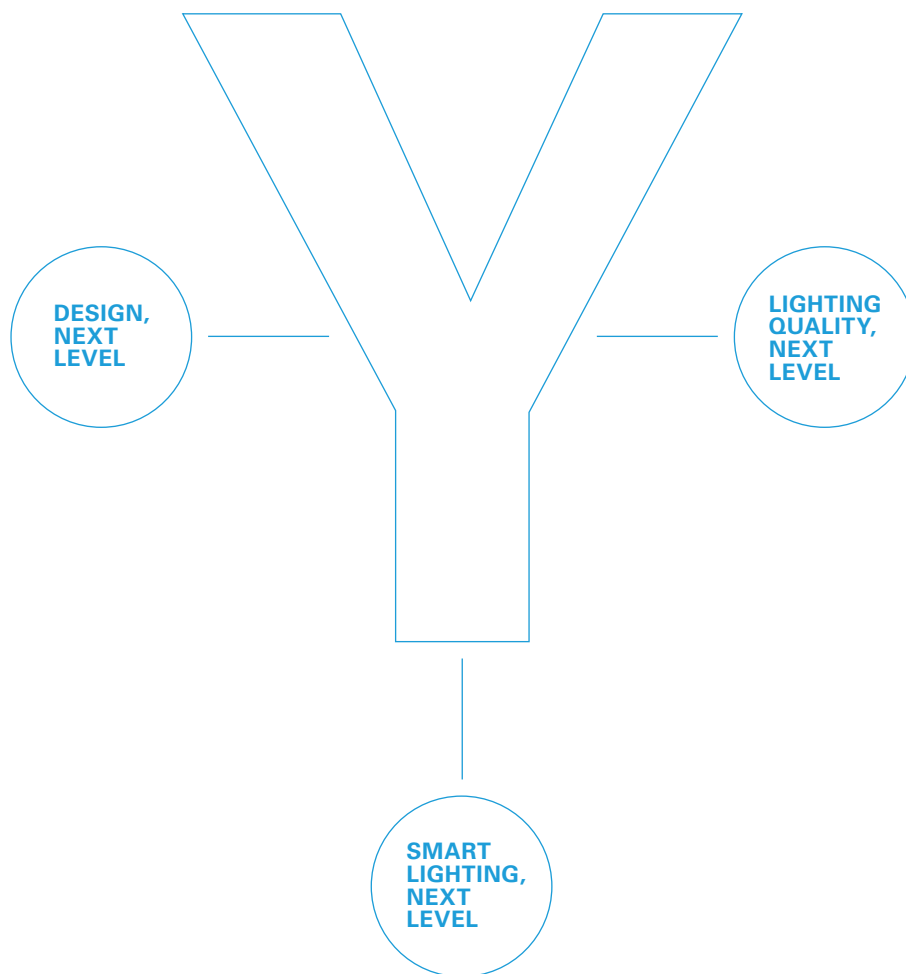 Y
DESIGN,
NEXT
LEVEL
LIGHTING
QUALITY,
NEXT
LEVEL
SMART
LIGHTING,
NEXT
LEVEL